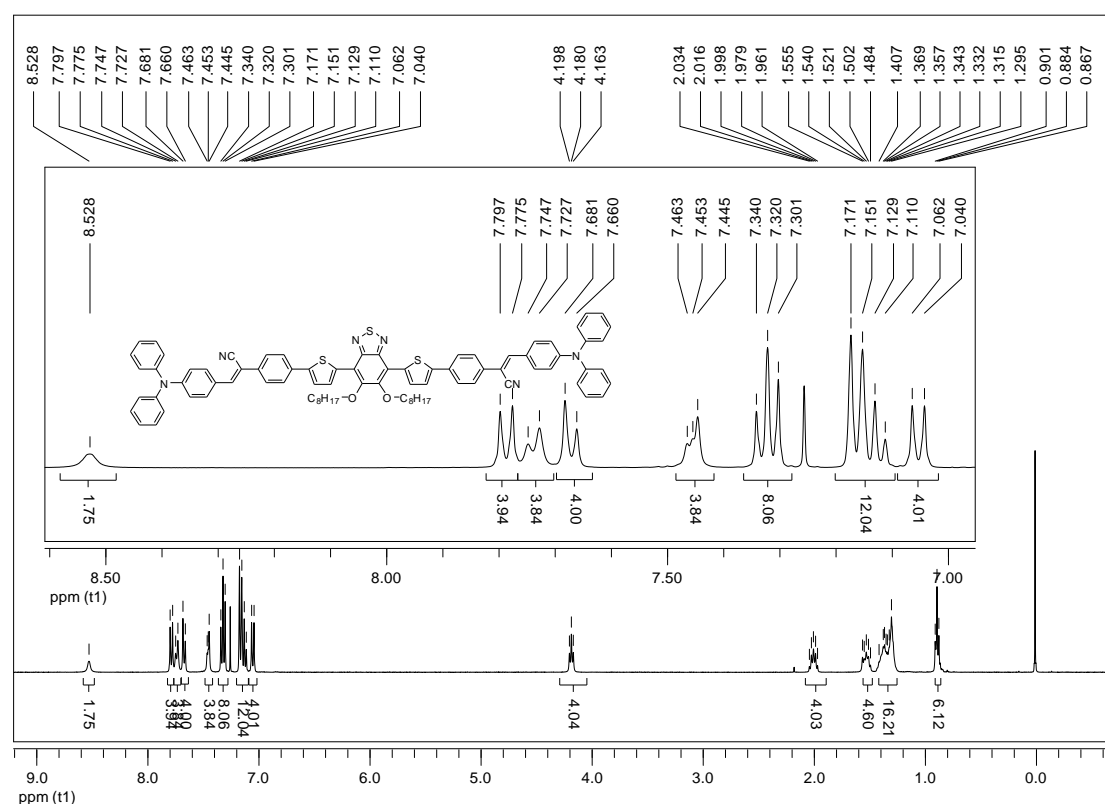 8.528 7.797 7.775 7.747 7.727 7.681 7.660 7.463 7.453 7.445 7.340 7.320 7.301 7.171 7.151 7.129 7.110 7.062 7.040 4.198 4.180 4.163 2.034 2.016 1.998 1.979 1.961 1.555 1.540 1.521 1.502 1.484 1.407 1.369 1.357 1.343 1.332 1.315 1.295 0.901 0.884 0.867
8.528 7.797 7.775 7.747 7.727 7.681 7.660 7.463 7.453 7.445 7.340 7.320 7.301 7.171 7.151 7.129 7.110 7.062 7.040
S
N N
NC S S N
N CN
C8H17-O O-C8H17
1.75 3.94 3.84 4.00 3.84 8.06 12.04 4.01
8.50 8.00 7.50 7.00
ppm (t1)
1.75 3.94 3.84 4.00 3.84 8.06 12.04 4.01 4.04 4.03 4.60 16.21 6.12
9.0 8.0 7.0 6.0 5.0 4.0 3.0 2.0 1.0 0.0
ppm (t1)